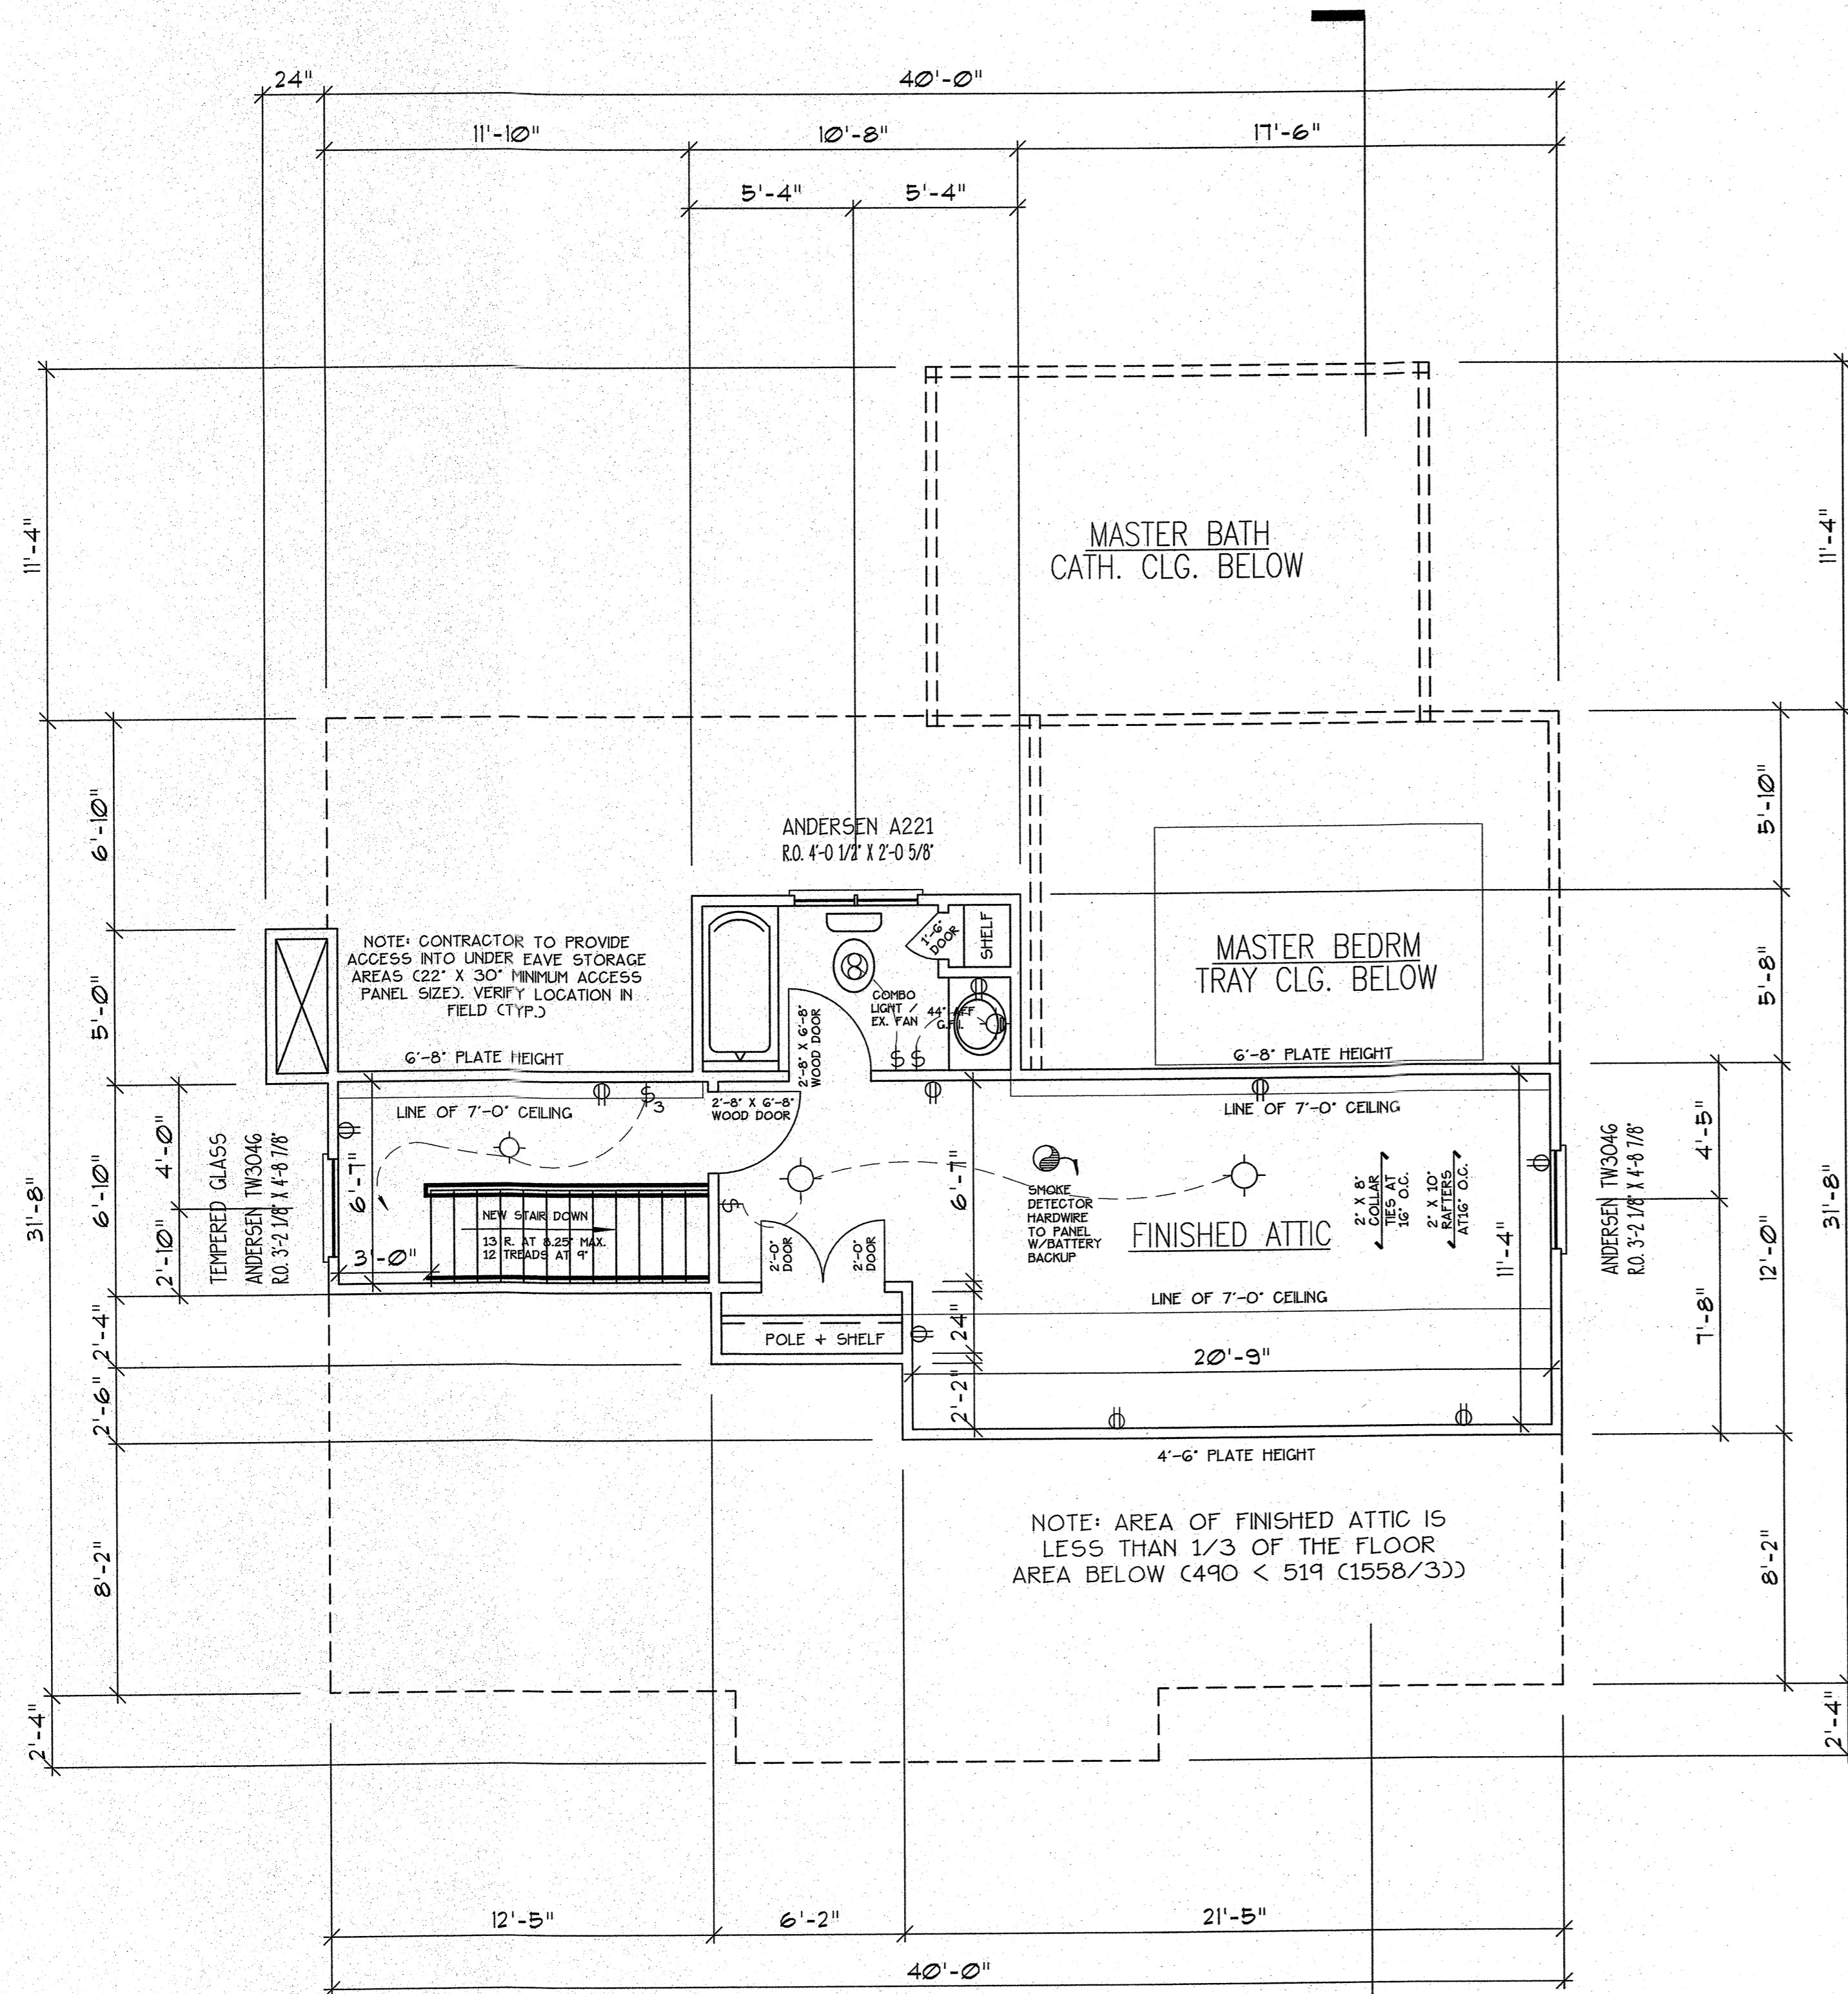 24"
40'-0"
11'-10"
10'-8"
17'-6"
5'-4"
5'-4"
11'-4"
11'-4"
MASTER BATH
CATH. CLG. BELOW
6'-10"
5'-10"
ANDERSEN A221
R.O. 4'-0 1/2" X 2'-0 5/8"
NOTE: CONTRACTOR TO PROVIDE
ACCESS INTO UNDER EAVE STORAGE
AREAS (22" X 30" MINIMUM ACCESS
PANEL SIZE). VERIFY LOCATION IN
FIELD (TYP.)
1'-6"
DOOR
SHELF
MASTER BEDRM
TRAY CLG. BELOW
5'-0"
5'-8"
COMBO
LIGHT /
EX. FAN
44" AFF
G.F.I.
2'-8" X 6'-8"
WOOD DOOR
6'-8" PLATE HEIGHT
6'-8" PLATE HEIGHT
$ $
LINE OF 7'-0" CEILING
$3
2'-8" X 6'-8"
WOOD DOOR
LINE OF 7'-0" CEILING
31'-8"
6'-10"
4'-0"
2'-10"
TEMPERED GLASS
ANDERSEN TW3046
R.O. 3'-2 1/8" X 4'-8 7/8"
6'-7"
3'-0"
NEW STAIR DOWN
13 R. AT 8.25" MAX.
12 TREADS AT 9"
$
2'-0"
DOOR
2'-0"
DOOR
6'-7"
SMOKE
DETECTOR
HARDWIRE
TO PANEL
W/BATTERY
BACKUP
FINISHED ATTIC
2" X 8"
COLLAR
TIES AT
16" O.C.
2" X 10"
RAFTERS
AT16" O.C.
11'-4"
ANDERSEN TW3046
R.O. 3'-2 1/8" X 4'-8 7/8"
4'-5"
7'-8"
12'-0"
31'-8"
LINE OF 7'-0" CEILING
2'-4"
POLE + SHELF
24"
20'-9"
2'-6"
2'-2"
4'-6" PLATE HEIGHT
NOTE: AREA OF FINISHED ATTIC IS
LESS THAN 1/3 OF THE FLOOR
AREA BELOW (490 < 519 (1558/3))
8'-2"
8'-2"
2'-4"
2'-4"
12'-5"
6'-2"
21'-5"
40'-0"